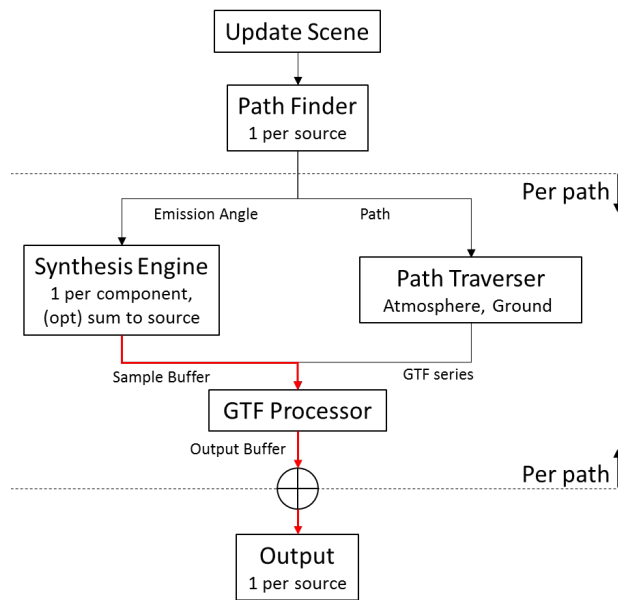 Update Scene
Path Finder
1 per source
Per path
Emission Angle
Path
Synthesis Engine
1 per component,
(opt) sum to source
Path Traverser
Atmosphere, Ground
Sample Buffer
GTF series
GTF Processor
Output Buffer
Per path
Output
1 per source